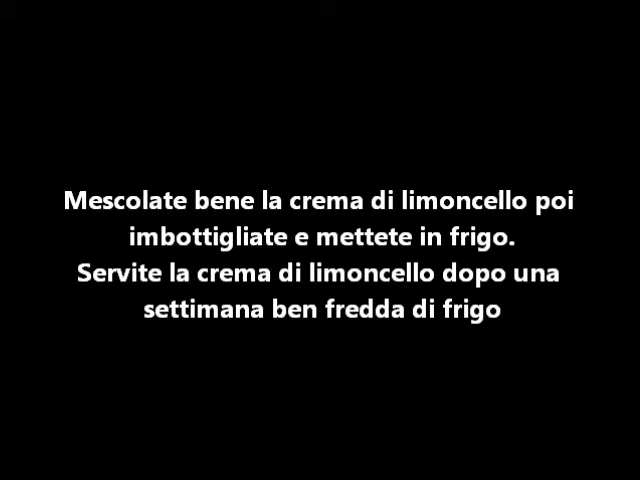 Mescolate bene la crema di limoncello poi
imbottigliate e mettete in frigo.
Servite la crema di limoncello dopo una
settimana ben fredda di frigo